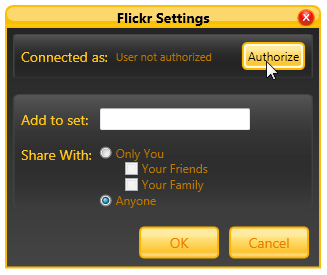 Flickr Settings
Connected as: User not authorized Authorize
Add to set:
Share With: Only You
Your Friends
Your Family
Anyone
OK Cancel